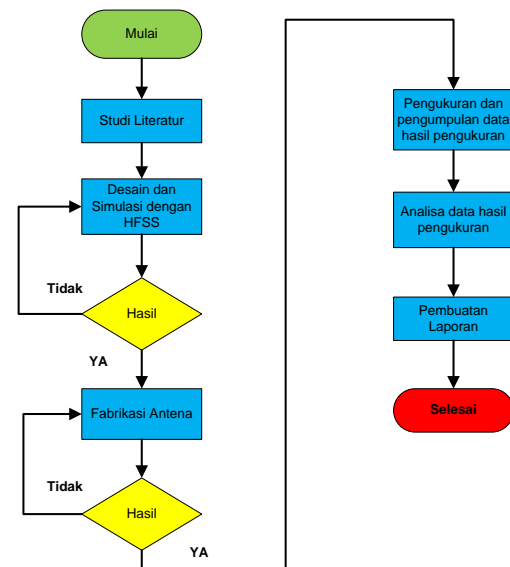 Mulai
Studi Literatur
Desain dan
Simulasi dengan
HFSS
Tidak
Hasil
YA
Fabrikasi Antena
Tidak
Hasil
YA
Pengukuran dan
pengumpulan data
hasil pengukuran
Analisa data hasil
pengukuran
Pembuatan
Laporan
Selesai